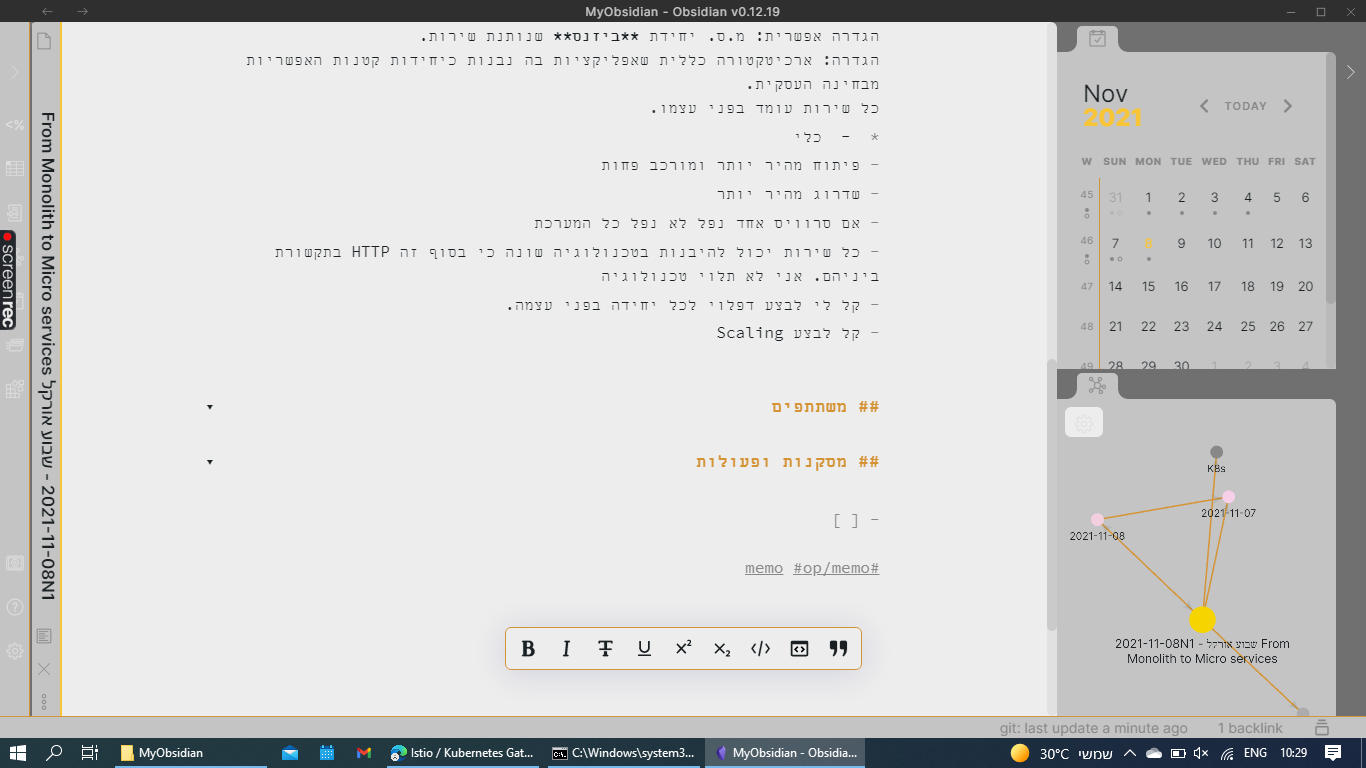 MyObsidian - Obsidian v0.12.19
הגדרה אפשרית: מ.ס. יחידת **ביזנס** שנותנת שירות.
הגדרה: ארכיטקטורה כללית שאפליקציות בה נבנות כיחידות קטנות האפשריות
מבחינה העסקית.
כל שירות עומד בפני עצמו.
* - כלי
- פיתוח מהיר יותר ומורכב פחות
- שדרוג מהיר יותר
- אם סרוויס אחד נפל לא נפל כל המערכת
- כל שירות יכול להיבנות בטכנולוגיה שונה כי בסוף זה HTTP בתקשורת
ביניהם. אני לא תלוי טכנולוגיה
- קל לי לבצע דפלוי לכל יחידה בפני עצמה.
- קל לבצע Scaling
## משתתפים
## מסקנות ופעולות
- [ ]
memo #op/memo#
B I T U x² x₂ </>
2021-11-08N1 - שבוע אורקל From Monolith to Micro services
<%
screenrec
Nov
2021
TODAY
W SUN MON TUE WED THU FRI SAT
45 31 1 2 3 4 5 6
46 7 8 9 10 11 12 13
47 14 15 16 17 18 19 20
48 21 22 23 24 25 26 27
49 28 29 30 1 2 3 4
K8s
2021-11-07
2021-11-08
2021-11-08N1 - שבוע אורקל From
Monolith to Micro services
git: last update a minute ago 1 backlink
MyObsidian
Istio / Kubernetes Gat...
C:\Windows\system3...
MyObsidian - Obsidia...
30°C שמשי
ENG 10:29